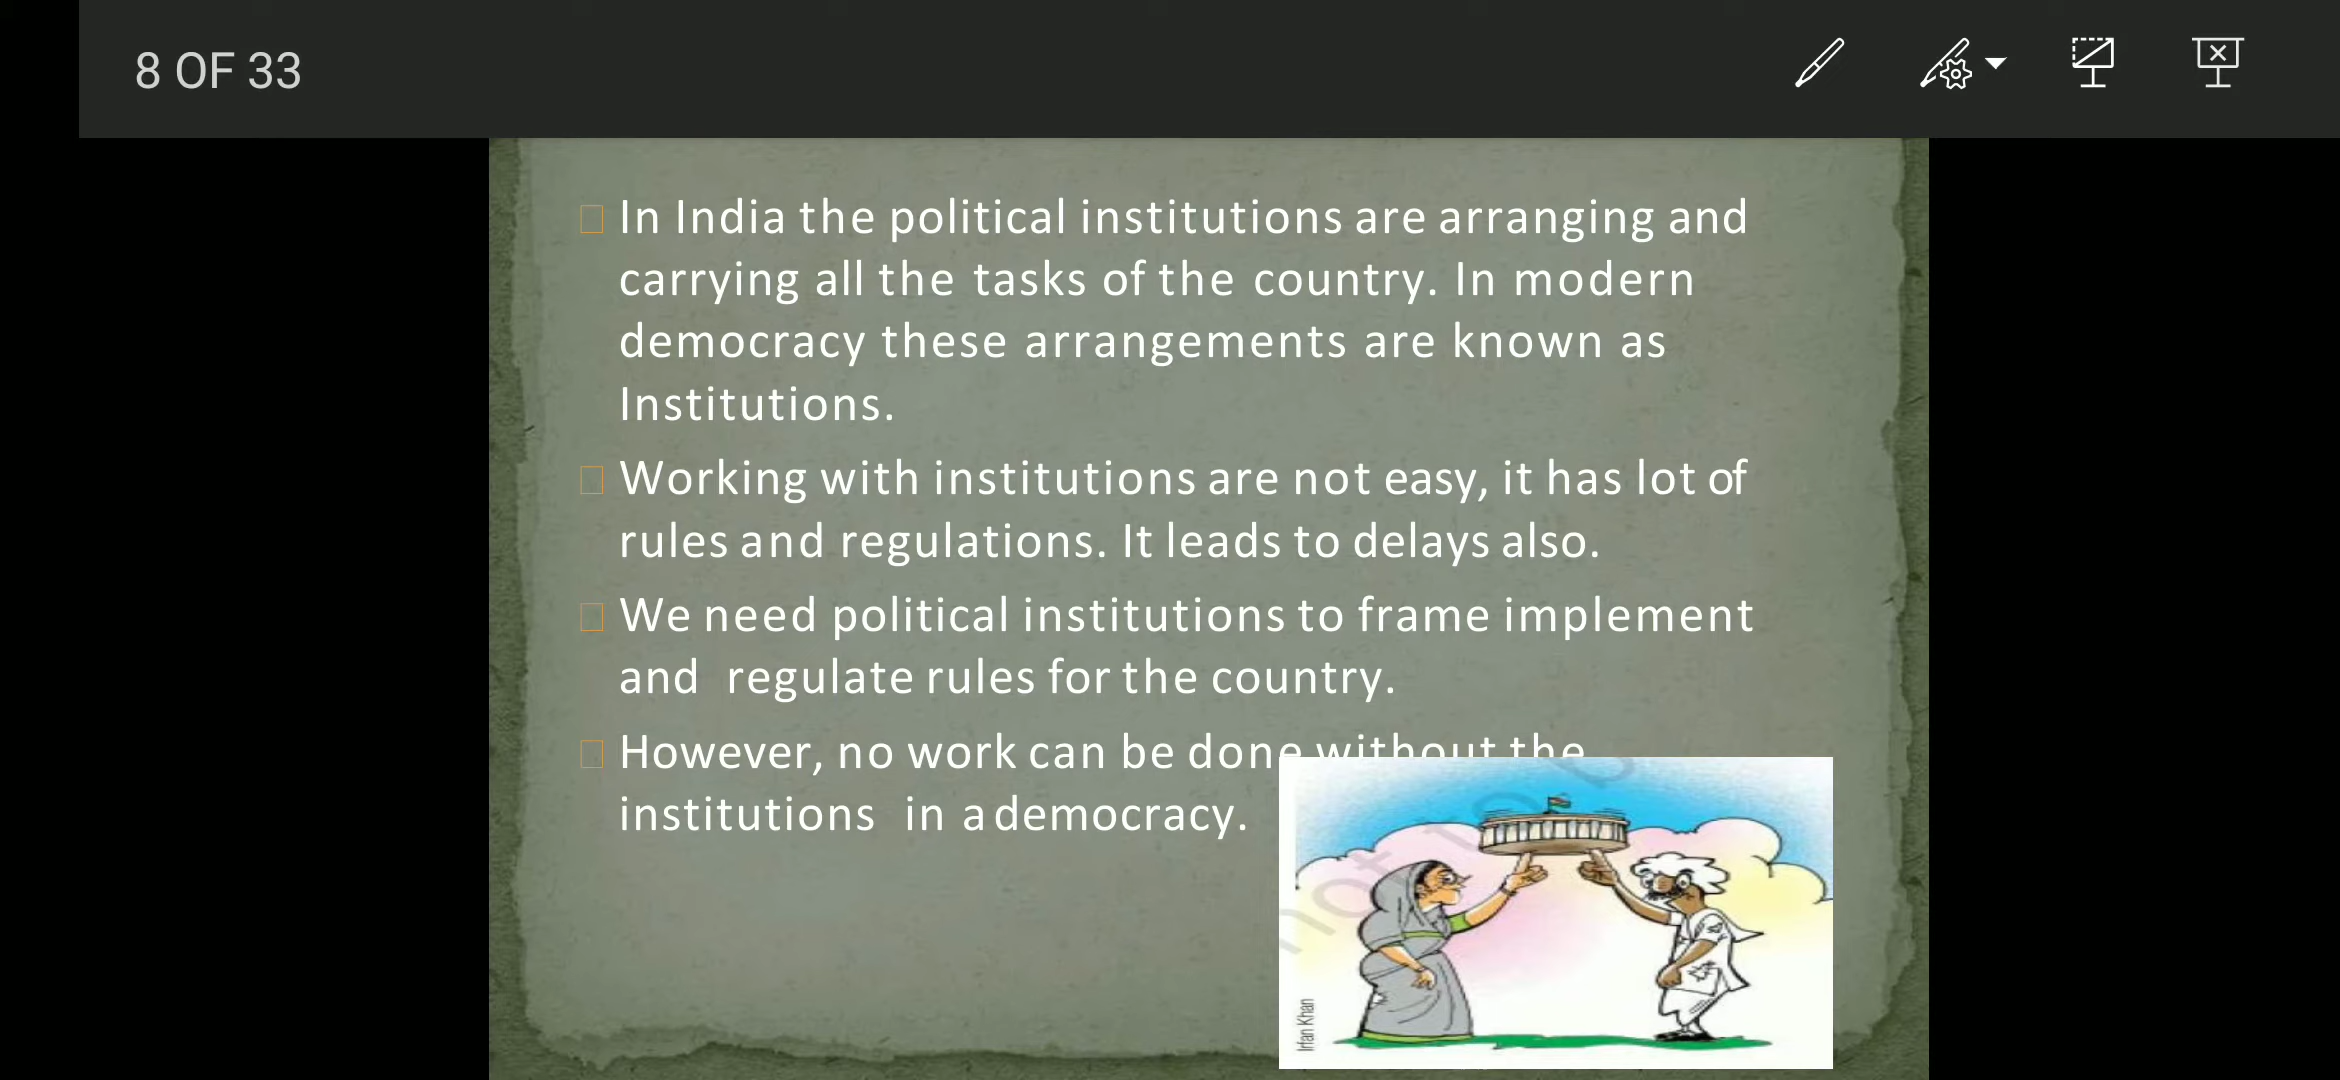 8 OF 33
In India the political institutions are arranging and
carrying all the tasks of the country. In modern
democracy these arrangements are known as
Institutions.
Working with institutions are not easy, it has lot of
rules and regulations. It leads to delays also.
We need political institutions to frame implement
and regulate rules for the country.
However, no work can be done without the
institutions in a democracy.
not to b
Irfan Khan